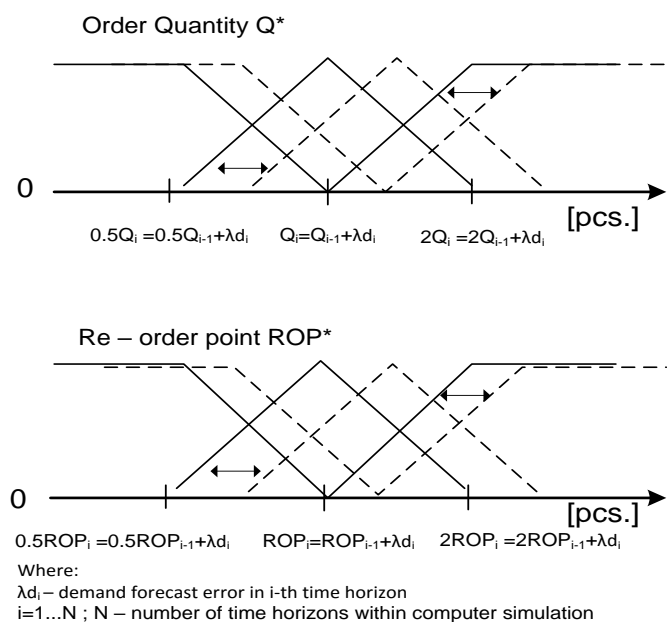 Order Quantity Q*
0
0.5Qᵢ =0.5Qᵢ₋₁+λdᵢ Qᵢ=Qᵢ₋₁+λdᵢ 2Qᵢ =2Qᵢ₋₁+λdᵢ
[pcs.]
Re – order point ROP*
0
[pcs.]
0.5ROPᵢ =0.5ROPᵢ₋₁+λdᵢ ROPᵢ=ROPᵢ₋₁+λdᵢ 2ROPᵢ =2ROPᵢ₋₁+λdᵢ
Where:
λdᵢ – demand forecast error in i-th time horizon
i=1...N ; N – number of time horizons within computer simulation